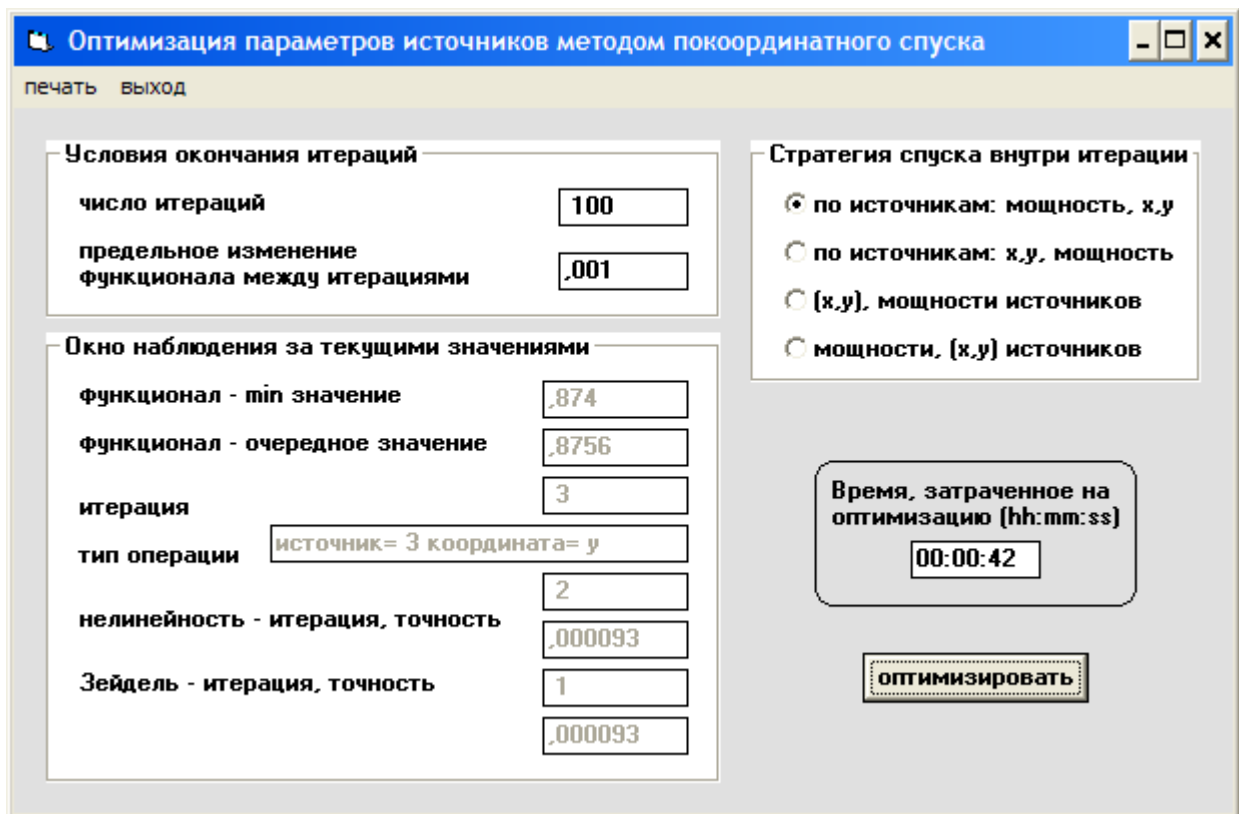 Оптимизация параметров источников методом покоординатного спуска
печать выход
Условия окончания итераций
число итераций
100
предельное изменение
функционала между итерациями
,001
Окно наблюдения за текущими значениями
функционал - min значение
,874
функционал - очередное значение
,8756
итерация
3
тип операции
источник= 3 координата= y
нелинейность - итерация, точность
2
,000093
Зейдель - итерация, точность
1
,000093
Стратегия спуска внутри итерации
по источникам: мощность, x,y
по источникам: x,y, мощность
(x,y), мощности источников
мощности, (x,y) источников
Время, затраченное на
оптимизацию (hh:mm:ss)
00:00:42
оптимизировать